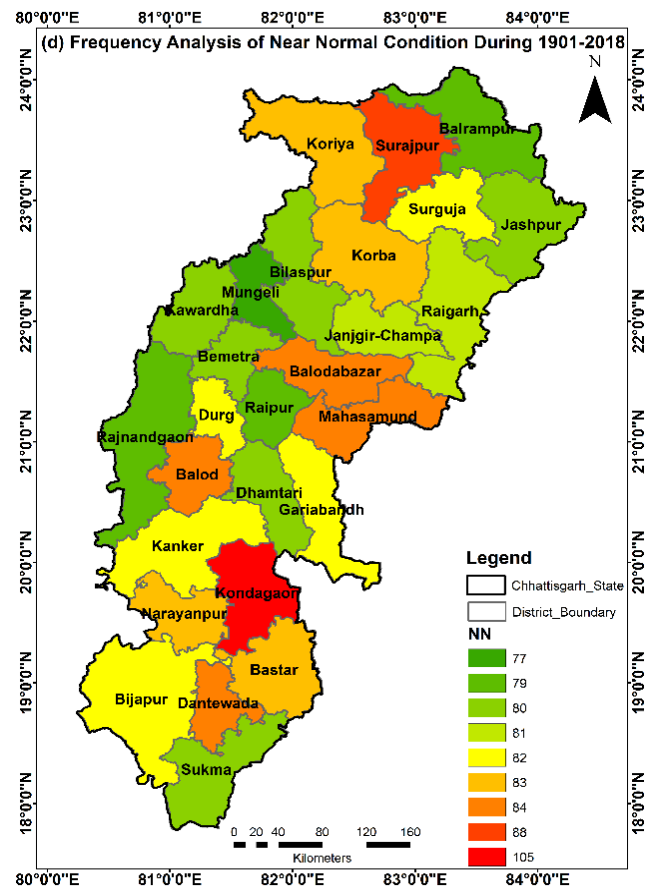 80°0'0"E 81°0'0"E 82°0'0"E 83°0'0"E 84°0'0"E
(d) Frequency Analysis of Near Normal Condition During 1901-2018
N
24°0'0"N 24°0'0"N
Balrampur
Koriya Surajpur
23°0'0"N 23°0'0"N
Surguja
Jashpur
Korba
Bilaspur
Mungeli
Kawardha Raigarh
22°0'0"N 22°0'0"N
Janjgir-Champa
Bemetra
Balodabazar
Durg Raipur Mahasamund
Rajnandgaon
21°0'0"N 21°0'0"N
Balod
Dhamtari
Gariabandh
Kanker
20°0'0"N 20°0'0"N
Legend
Chhattisgarh_State
Kondagaon
Narayanpur District_Boundary
NN
77
Bastar
19°0'0"N 19°0'0"N
79
Bijapur Dantewada
80
81
82
Sukma
83
18°0'0"N 18°0'0"N
84
0 20 40 80 120 160
88
Kilometers
105
80°0'0"E 81°0'0"E 82°0'0"E 83°0'0"E 84°0'0"E